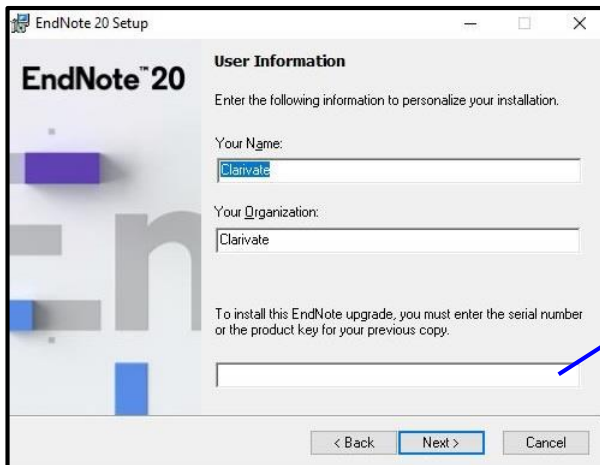 EndNote 20 Setup
EndNote™20
User Information
Enter the following information to personalize your installation.
Your Name:
Clarivate
Your Organization:
Clarivate
To install this EndNote upgrade, you must enter the serial number
or the product key for your previous copy.
< Back
Next >
Cancel